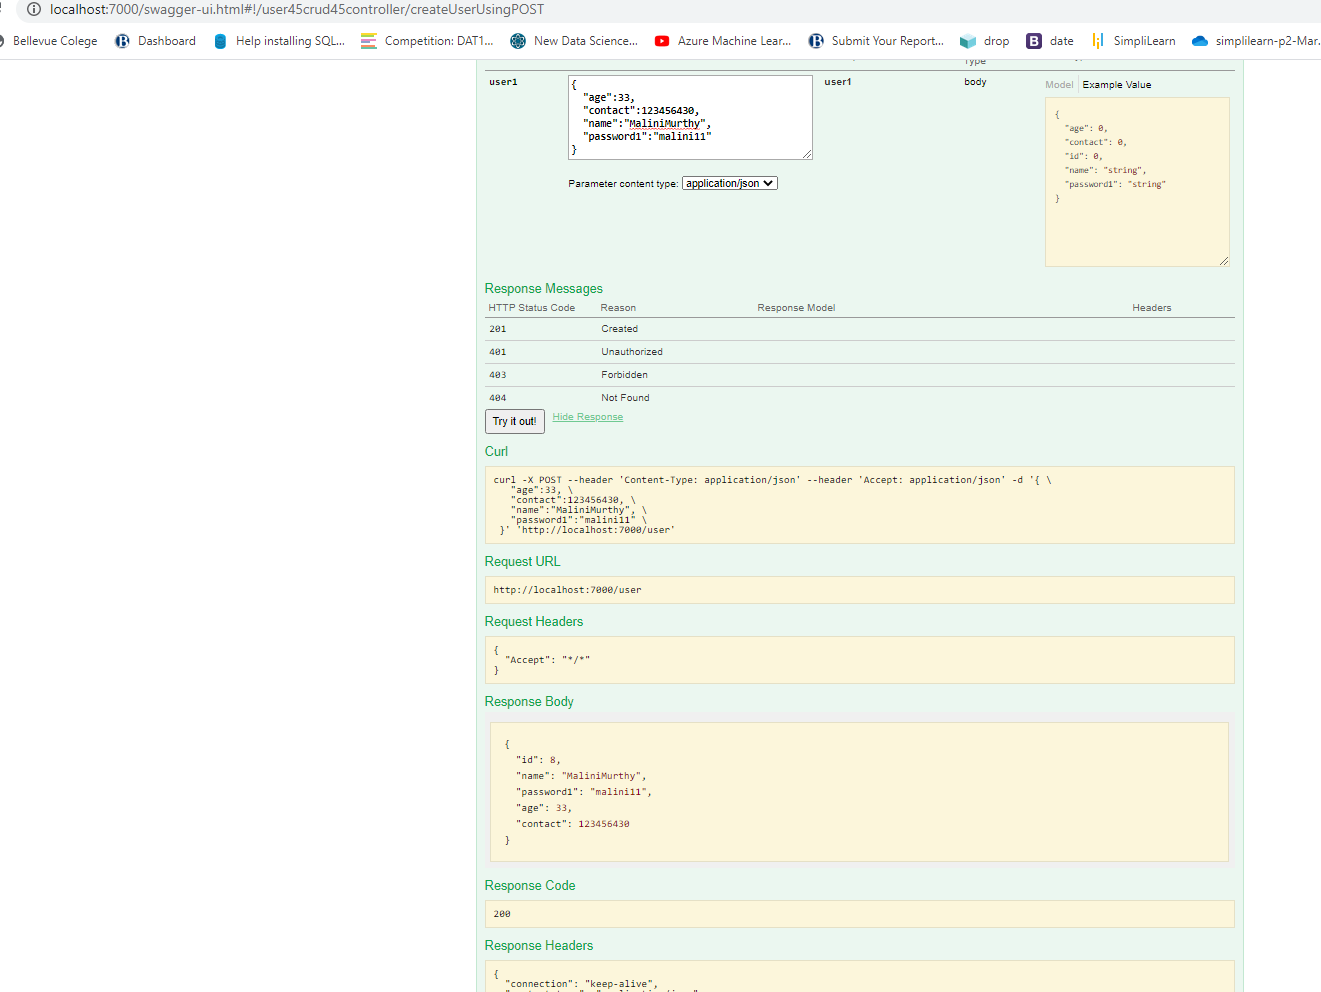 localhost:7000/swagger-ui.html#!/user45crud45controller/createUserUsingPOST
Bellevue Colege Dashboard Help installing SQL... Competition: DAT1... New Data Science... Azure Machine Lear... Submit Your Report... drop date SimpliLearn simplilearn-p2-Mar.
Type
user1
{
"age":33,
"contact":123456430,
"name":"MaliniMurthy",
"password1":"malini11"
}
Parameter content type: application/json
user1
body
Model Example Value
{
"age": 0,
"contact": 0,
"id": 0,
"name": "string",
"password1": "string"
}
Response Messages
HTTP Status Code Reason Response Model Headers
201 Created
401 Unauthorized
403 Forbidden
404 Not Found
Try it out! Hide Response
Curl
curl -X POST --header 'Content-Type: application/json' --header 'Accept: application/json' -d '{ \
"age":33, \
"contact":123456430, \
"name":"MaliniMurthy", \
"password1":"malini11" \
}' 'http://localhost:7000/user'
Request URL
http://localhost:7000/user
Request Headers
{
"Accept": "*/*"
}
Response Body
{
"id": 8,
"name": "MaliniMurthy",
"password1": "malini11",
"age": 33,
"contact": 123456430
}
Response Code
200
Response Headers
{
"connection": "keep-alive",